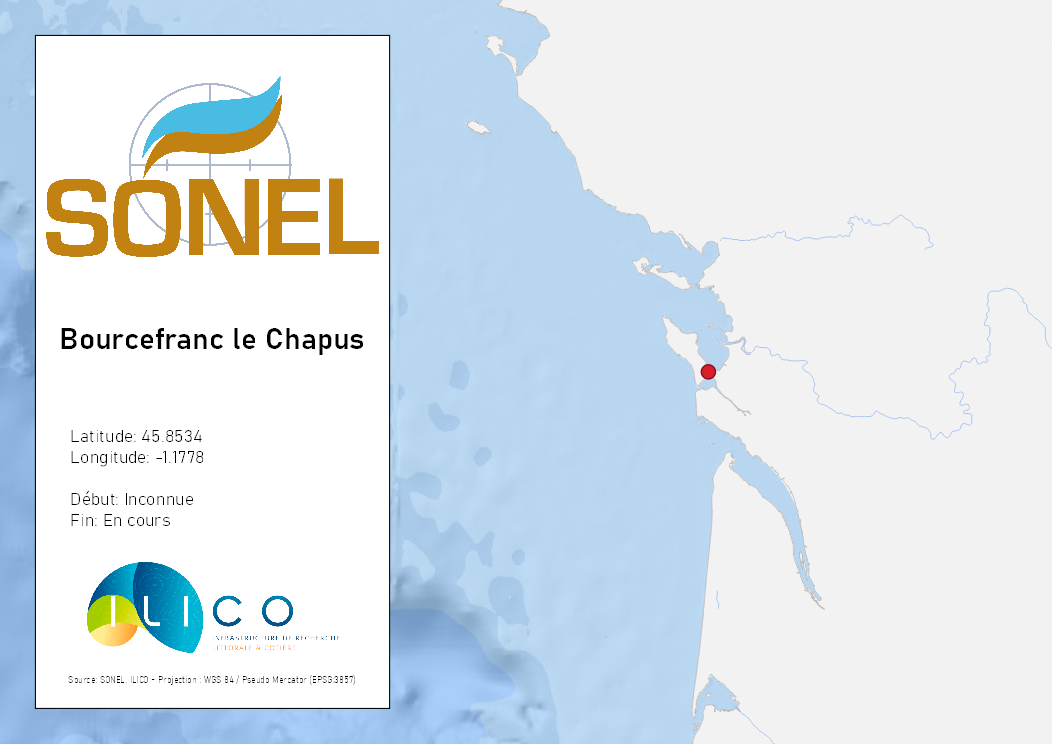 SONEL
Bourcefranc le Chapus
Latitude: 45.8534
Longitude: -1.1778
Début: Inconnue
Fin: En cours
ILICO
INFRASTRUCTURE DE RECHERCHE
LITTORALE & CÔTIÈRE
Source: SONEL, ILICO - Projection : WGS 84 / Pseudo Mercator (EPSG:3857)